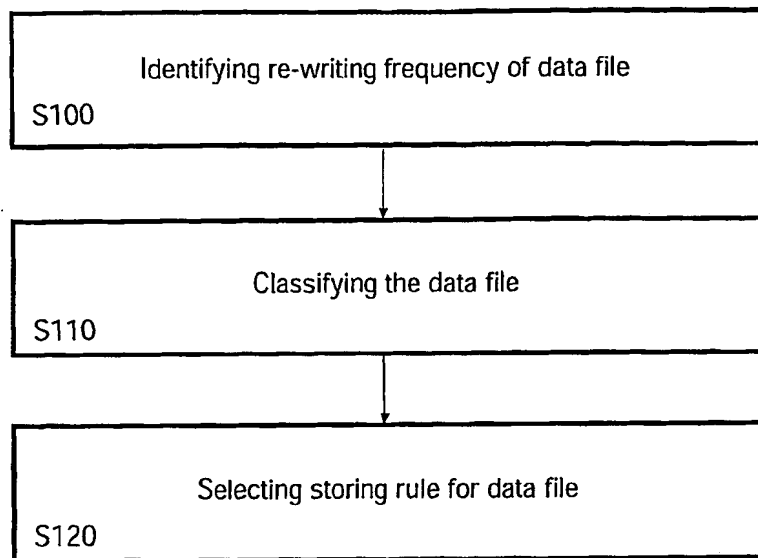 Identifying re-writing frequency of data file
S100
Classifying the data file
S110
Selecting storing rule for data file
S120